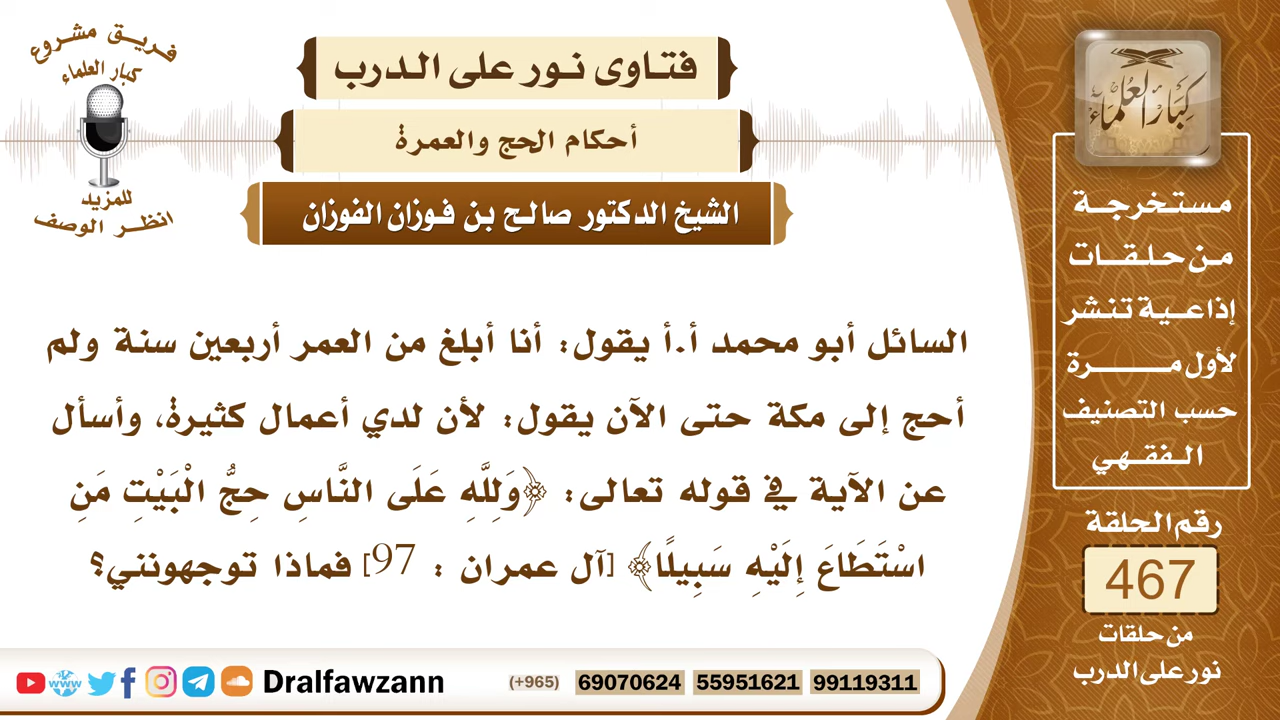 فريق مشروع
كبار العلماء
للمزيد
انظر الوصف
فتاوى نور على الدرب
أحكام الحج والعمرة
الشيخ الدكتور صالح بن فوزان الفوزان
السائل أبو محمد أ.أ يقول: أنا أبلغ من العمر أربعين سنة ولم
أحج إلى مكة حتى الآن يقول: لأن لدي أعمال كثيرة، وأسأل
عن الآية في قوله تعالى: ﴿وَلِلَّهِ عَلَى النَّاسِ حِجُّ الْبَيْتِ مَنِ
اسْتَطَاعَ إِلَيْهِ سَبِيلًا﴾ [آل عمران : 97] فماذا توجهونني؟
كبار العلماء
مستخرجة
من حلقات
إذاعية تنشر
لأول مرة
حسب التصنيف
الفقهي
رقم الحلقة
467
من حلقات
نور على الدرب
www
Dralfawzann
(+965) 69070624 55951621 99119311